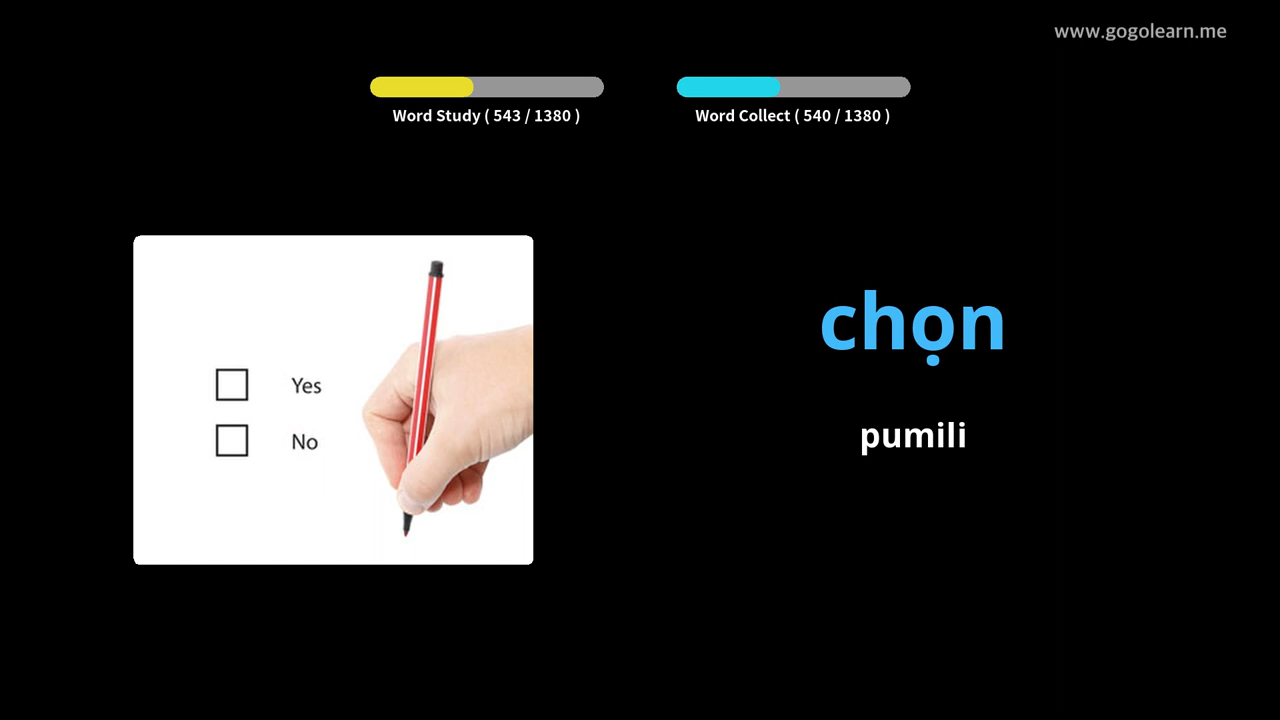 www.gogolearn.me
Word Study ( 543 / 1380 )
Word Collect ( 540 / 1380 )
Yes
No
chọn
pumili